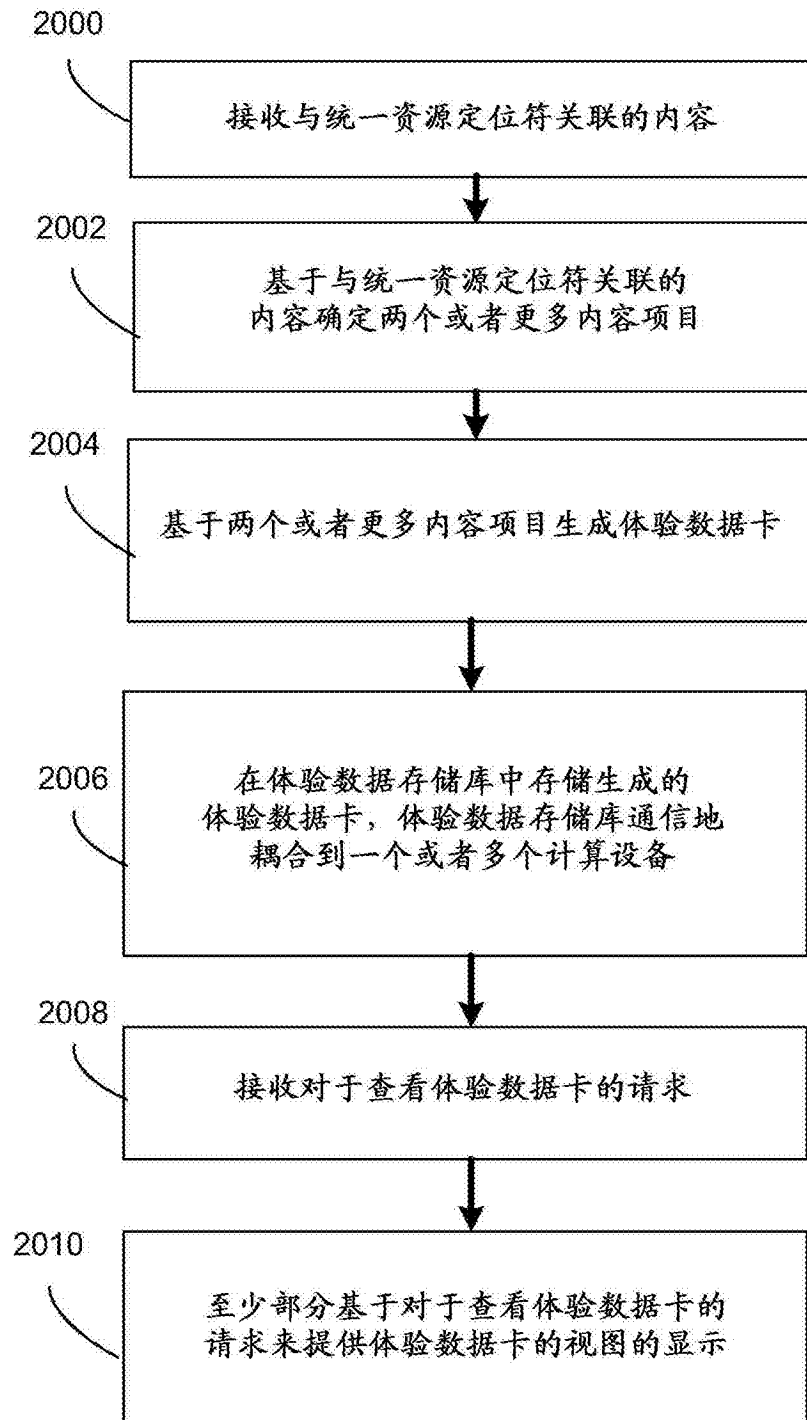 2000
接收与统一资源定位符关联的内容
2002
基于与统一资源定位符关联的
内容确定两个或者更多内容项目
2004
基于两个或者更多内容项目生成体验数据卡
2006
在体验数据存储库中存储生成的
体验数据卡，体验数据存储库通信地
耦合到一个或者多个计算设备
2008
接收对于查看体验数据卡的请求
2010
至少部分基于对于查看体验数据卡的
请求来提供体验数据卡的视图的显示